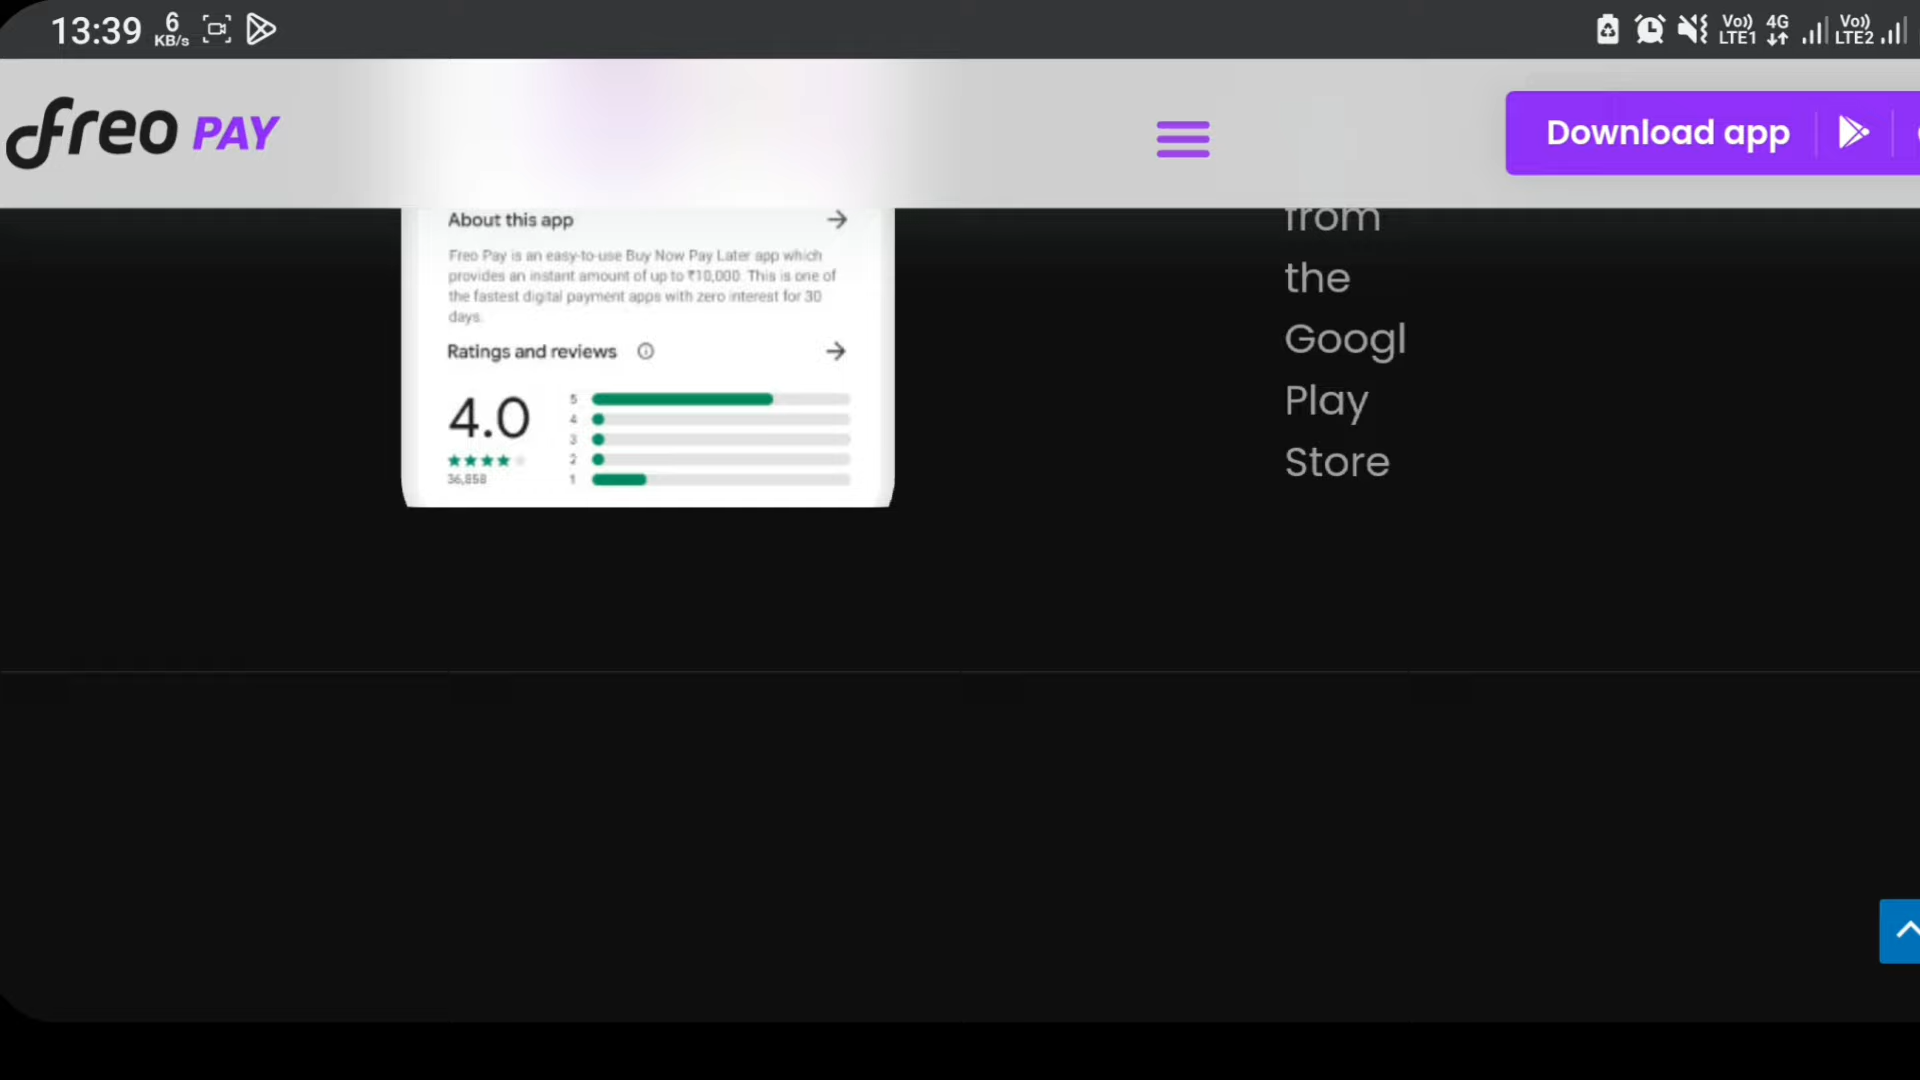 13:39 6 KB/s Vo)) LTE1 4G Vo)) LTE2
freo PAY
Download app
About this app
Freo Pay is an easy-to-use Buy Now Pay Later app which
provides an instant amount of up to ₹10,000. This is one of
the fastest digital payment apps with zero interest for 30
days.
Ratings and reviews
4.0
36,858
5
4
3
2
1
from
the
Googl
Play
Store